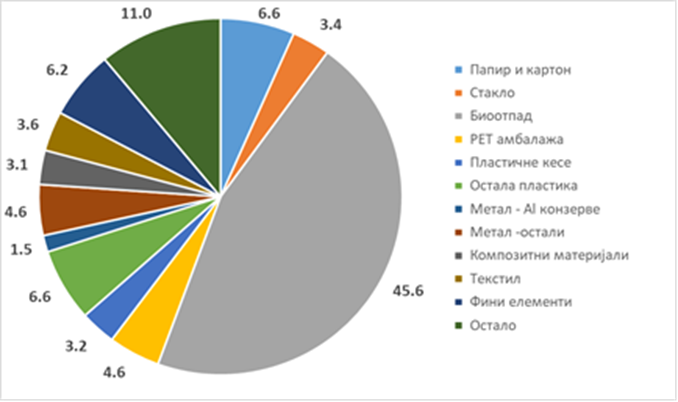 11.0
6.6
3.4
6.2
3.6
3.1
4.6
1.5
6.6
3.2
4.6
45.6
Папир и картон
Стакло
Биоотпад
PET амбалажа
Пластичне кесе
Остала пластика
Метал - Al конзерве
Метал -остали
Композитни материјали
Текстил
Фини елементи
Остало